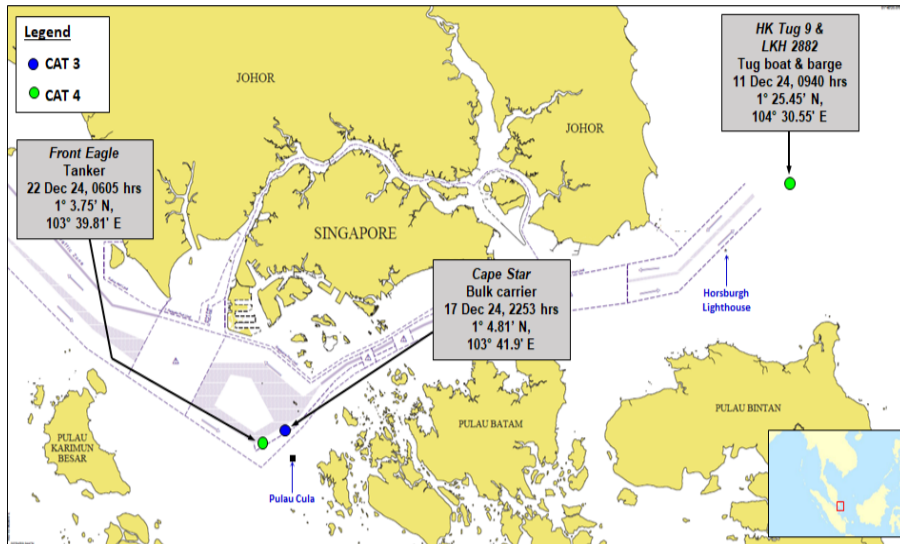 Legend
CAT 3
CAT 4
HK Tug 9 &
LKH 2882
Tug boat & barge
11 Dec 24, 0940 hrs
1° 25.45' N,
104° 30.55' E
JOHOR
JOHOR
Front Eagle
Tanker
22 Dec 24, 0605 hrs
1° 3.75' N,
103° 39.81' E
SINGAPORE
Cape Star
Bulk carrier
17 Dec 24, 2253 hrs
1° 4.81' N,
103° 41.9' E
Horsburgh
Lighthouse
PULAU
KARIMUN
BESAR
PULAU BATAM
PULAU BINTAN
Pulau Cula